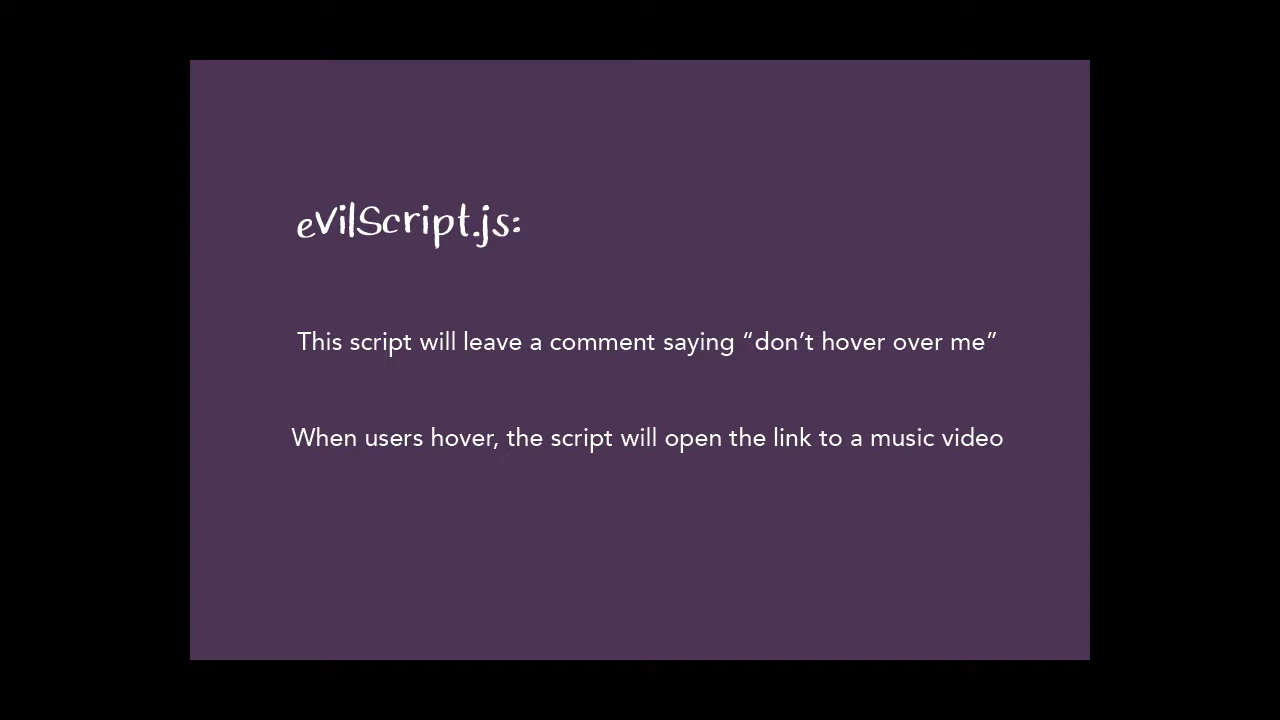 eVilScript.js:
This script will leave a comment saying “don’t hover over me”
When users hover, the script will open the link to a music video